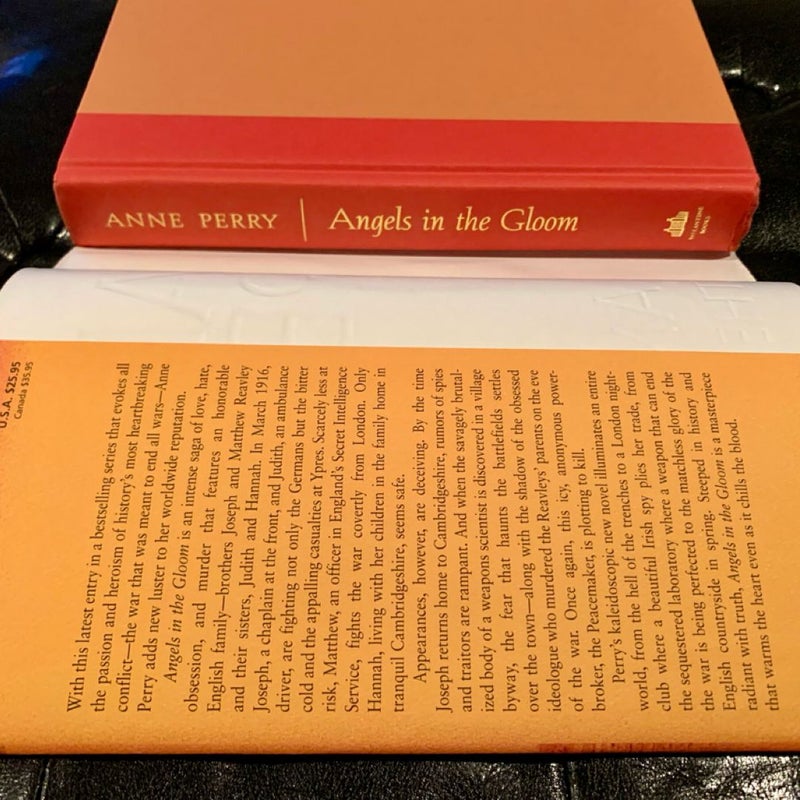 ANNE PERRY | Angels in the Gloom
BALLANTINE
BOOKS
U.S.A. $25.95
Canada $35.95
With this latest entry in a bestselling series that evokes all
the passion and heroism of history's most heartbreaking
conflict—the war that was meant to end all wars—Anne
Perry adds new luster to her worldwide reputation.
Angels in the Gloom is an intense saga of love, hate,
obsession, and murder that features an honorable
English family—brothers Joseph and Matthew Reavley
and their sisters, Judith and Hannah. In March 1916,
Joseph, a chaplain at the front, and Judith, an ambulance
driver, are fighting not only the Germans but the bitter
cold and the appalling casualties at Ypres. Scarcely less at
risk, Matthew, an officer in England's Secret Intelligence
Service, fights the war covertly from London. Only
Hannah, living with her children in the family home in
tranquil Cambridgeshire, seems safe.
Appearances, however, are deceiving. By the time
Joseph returns home to Cambridgeshire, rumors of spies
and traitors are rampant. And when the savagely brutal-
ized body of a weapons scientist is discovered in a village
byway, the fear that haunts the battlefields settles
over the town—along with the shadow of the obsessed
ideologue who murdered the Reavleys' parents on the eve
of the war. Once again, this icy, anonymous power-
broker, the Peacemaker, is plotting to kill.
Perry's kaleidoscopic new novel illuminates an entire
world, from the hell of the trenches to a London night-
club where a beautiful Irish spy plies her trade, from
the sequestered laboratory where a weapon that can end
the war is being perfected to the matchless glory of the
English countryside in spring. Steeped in history and
radiant with truth, Angels in the Gloom is a masterpiece
that warms the heart even as it chills the blood.